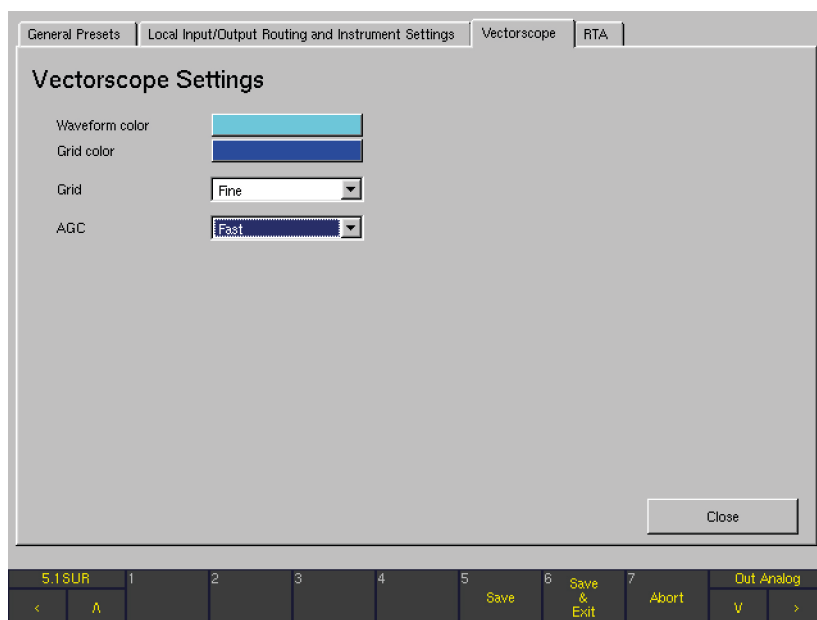 General Presets
Local Input/Output Routing and Instrument Settings
Vectorscope
RTA
Vectorscope Settings
Waveform color
Grid color
Grid
Fine
AGC
Fast
Close
5.1SUR
<
Λ
1
2
3
4
5
Save
6
Save
&
Exit
7
Abort
Out Analog
V
>